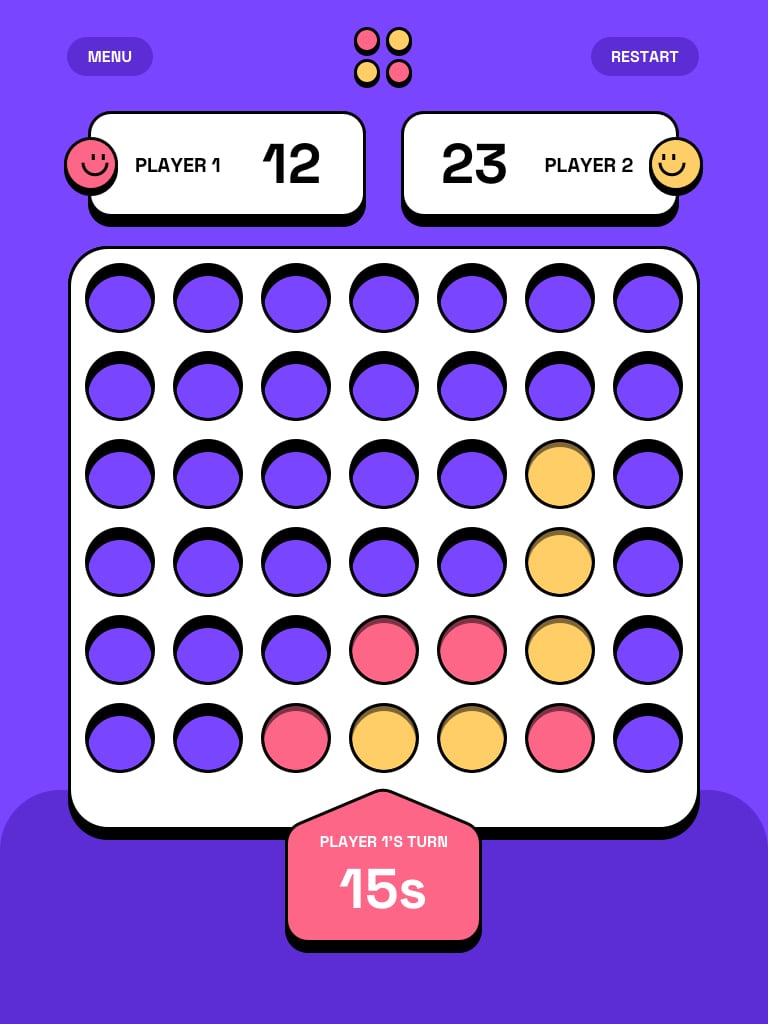 MENU
RESTART
PLAYER 1
12
23
PLAYER 2
PLAYER 1'S TURN
15s